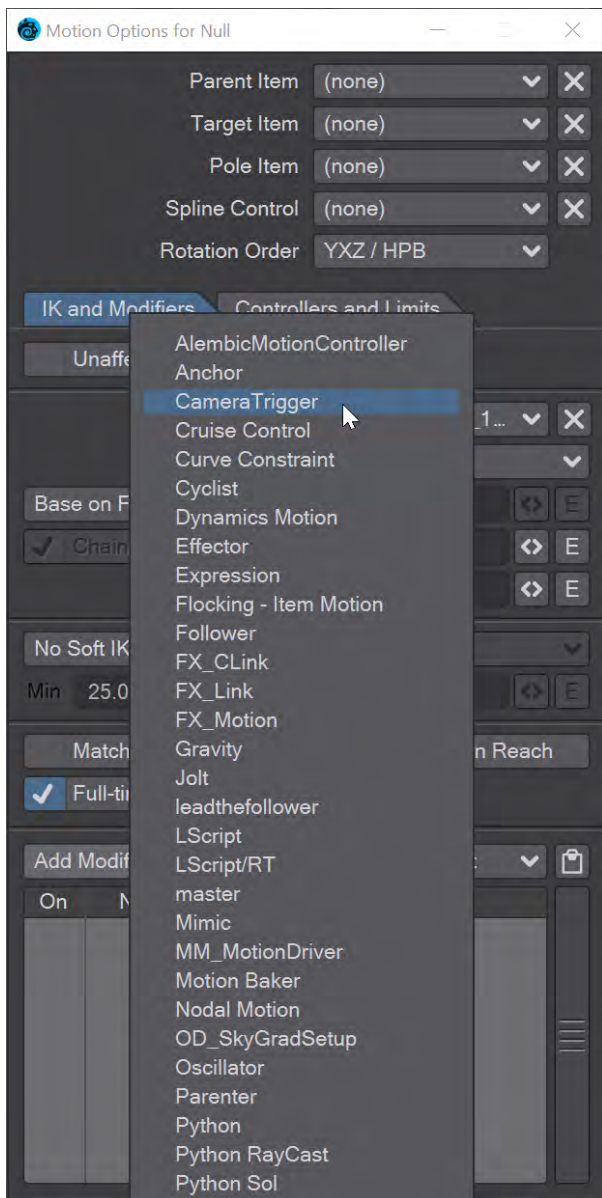 Motion Options for Null
Parent Item (none)
Target Item (none)
Pole Item (none)
Spline Control (none)
Rotation Order YXZ / HPB
IK and Modifiers Controllers and Limits
Unaffe
AlembicMotionController
Anchor
CameraTrigger
_1...
Cruise Control
Curve Constraint
Cyclist
Base on F E
Dynamics Motion
Chain Effector E
Expression
E
Flocking - Item Motion
Follower
No Soft IK
FX_CLink
Min 25.0 FX_Link E
FX_Motion
Match Gravity n Reach
Jolt
Full-ti
leadthefollower
LScript
Add Modif LScript/RT
On N master
Mimic
MM_MotionDriver
Motion Baker
Nodal Motion
OD_SkyGradSetup
Oscillator
Parenter
Python
Python RayCast
Python Sol